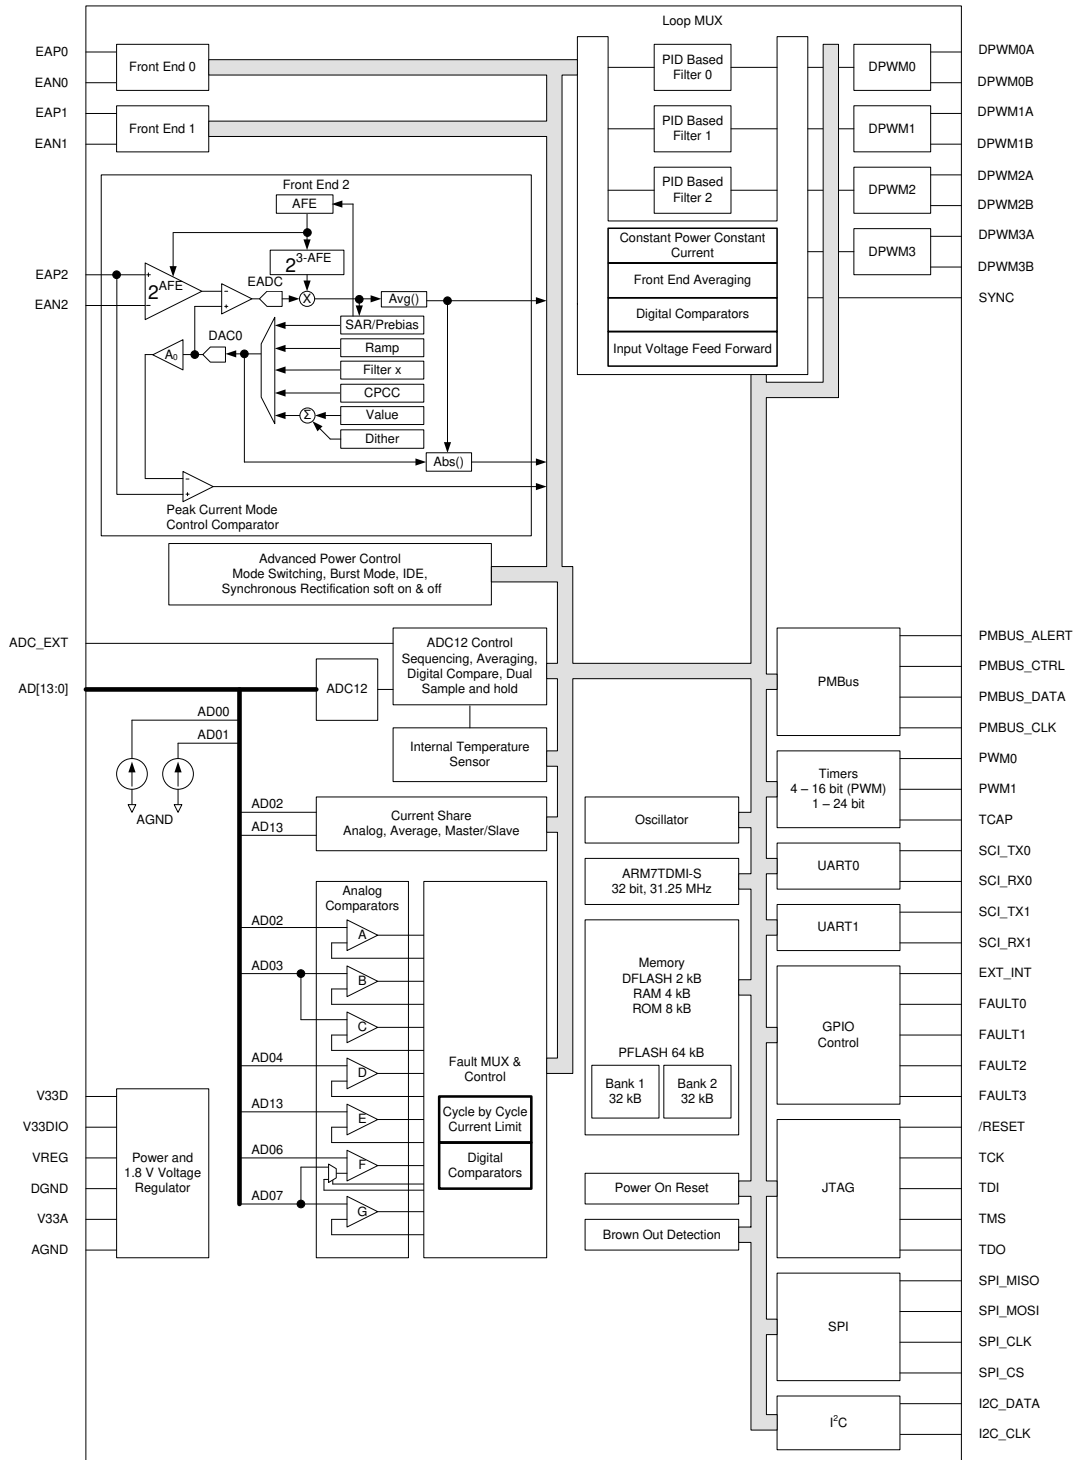 Loop MUX
EAP0
EAN0
EAP1
EAN1
Front End 0
Front End 1
PID Based
Filter 0
PID Based
Filter 1
PID Based
Filter 2
DPWM0
DPWM1
DPWM2
DPWM3
DPWM0A
DPWM0B
DPWM1A
DPWM1B
DPWM2A
DPWM2B
DPWM3A
DPWM3B
SYNC
Constant Power Constant
Current
Front End Averaging
Digital Comparators
Input Voltage Feed Forward
Front End 2
AFE
2^3-AFE
EAP2
EAN2
+
−
2^AFE
−
+
EADC
X
Avg()
SAR/Prebias
Ramp
Filter x
CPCC
Value
Dither
Σ
DAC0
A₀
Abs()
−
+
Peak Current Mode
Control Comparator
Advanced Power Control
Mode Switching, Burst Mode, IDE,
Synchronous Rectification soft on & off
ADC_EXT
AD[13:0]
ADC12
ADC12 Control
Sequencing, Averaging,
Digital Compare, Dual
Sample and hold
Internal Temperature
Sensor
AD00
AD01
AGND
AD02
AD13
Current Share
Analog, Average, Master/Slave
Analog
Comparators
AD02
A
AD03
B
C
AD04
D
AD13
E
AD06
F
AD07
G
Fault MUX &
Control
Cycle by Cycle
Current Limit
Digital
Comparators
V33D
V33DIO
VREG
DGND
V33A
AGND
Power and
1.8 V Voltage
Regulator
Oscillator
ARM7TDMI-S
32 bit, 31.25 MHz
Memory
DFLASH 2 kB
RAM 4 kB
ROM 8 kB
PFLASH 64 kB
Bank 1
32 kB
Bank 2
32 kB
Power On Reset
Brown Out Detection
PMBus
PMBUS_ALERT
PMBUS_CTRL
PMBUS_DATA
PMBUS_CLK
Timers
4 – 16 bit (PWM)
1 – 24 bit
PWM0
PWM1
TCAP
UART0
SCI_TX0
SCI_RX0
UART1
SCI_TX1
SCI_RX1
GPIO
Control
EXT_INT
FAULT0
FAULT1
FAULT2
FAULT3
JTAG
/RESET
TCK
TDI
TMS
TDO
SPI
SPI_MISO
SPI_MOSI
SPI_CLK
SPI_CS
I²C
I2C_DATA
I2C_CLK